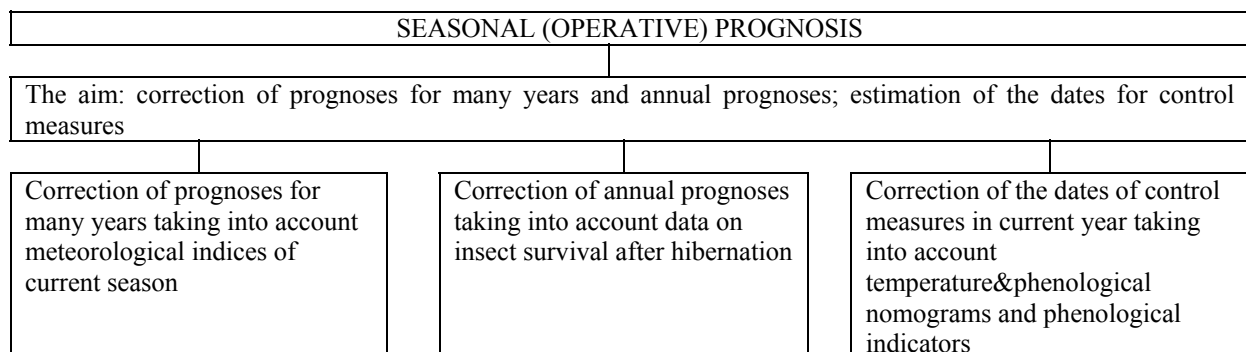 SEASONAL (OPERATIVE) PROGNOSIS
The aim: correction of prognoses for many years and annual prognoses; estimation of the dates for control
measures
Correction of prognoses for
many years taking into account
meteorological indices of
current season
Correction of annual prognoses
taking into account data on
insect survival after hibernation
Correction of the dates of control
measures in current year taking
into account
temperature&phenological
nomograms and phenological
indicators